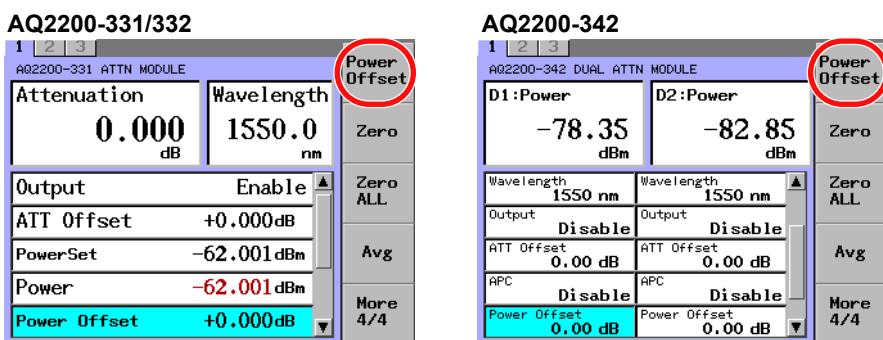 AQ2200-331/332
1 2 3
AQ2200-331 ATTN MODULE
Attenuation
0.000
dB
Wavelength
1550.0
nm
Output Enable
ATT Offset +0.000dB
PowerSet -62.001dBm
Power -62.001dBm
Power Offset +0.000dB
Power
Offset
Zero
Zero
ALL
Avg
More
4/4
AQ2200-342
1 2 3
AQ2200-342 DUAL ATTN MODULE
D1:Power
-78.35
dBm
D2:Power
-82.85
dBm
Wavelength Wavelength
1550 nm 1550 nm
Output Output
Disable Disable
ATT Offset ATT Offset
0.00 dB 0.00 dB
APC APC
Disable Disable
Power Offset Power Offset
0.00 dB 0.00 dB
Power
Offset
Zero
Zero
ALL
Avg
More
4/4